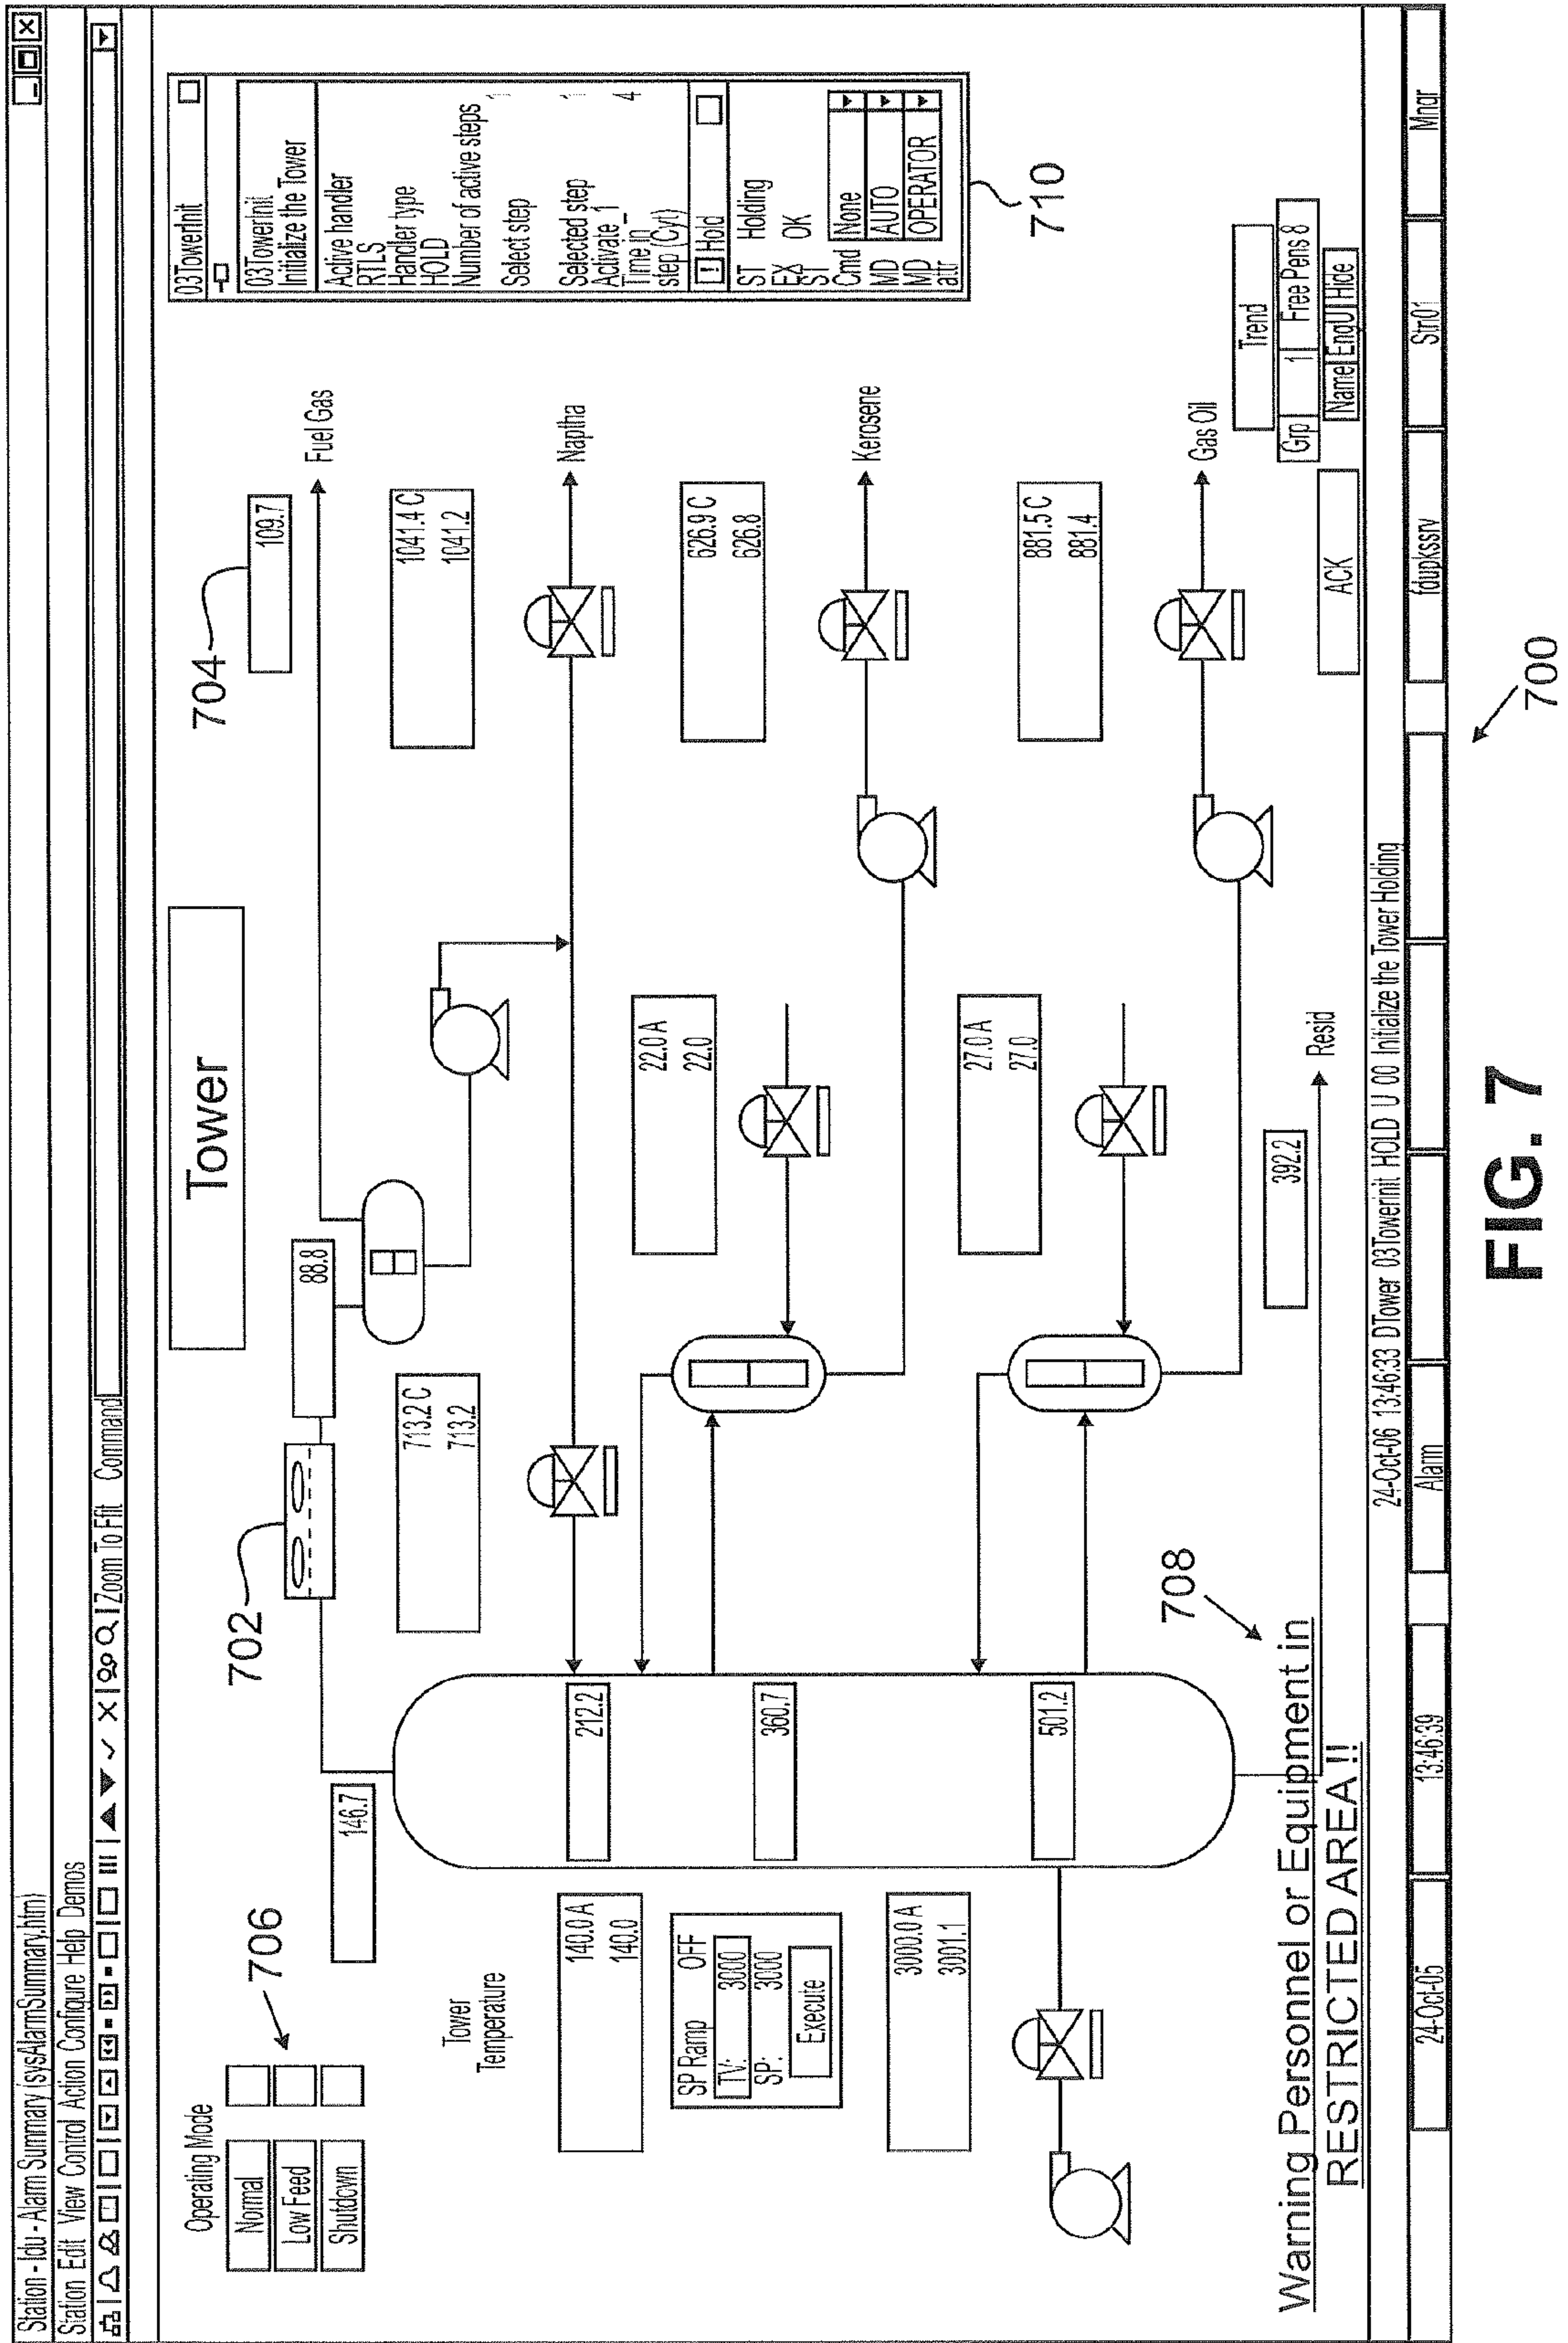 Station - Idu - Alarm Summary (sysAlarmSummary.htm)
Station Edit View Control Action Configure Help Demos
Zoom To Ffit Command
Operating Mode
Normal
Low Feed
Shutdown
706
146.7
702
88.8
Tower
704
109.7
Fuel Gas
03TowerInit
03TowerInit
Initialize the Tower
Active handler
RTLS
Handler type
HOLD
Number of active steps
1
Select step
Selected step 1
Activate_1
Time in 4
step (Cyt)
! Hold
ST Holding
EX OK
ST
Cmd None
MD AUTO
MD OPERATOR
attr
710
Tower
Temperature
140.0 A
140.0
SP Ramp OFF
TV: 3000
SP: 3000
Execute
3000.0 A
3001.1
212.2
360.7
501.2
713.2 C
713.2
1041.4 C
1041.2
Naptha
22.0 A
22.0
626.9 C
626.8
Kerosene
27.0 A
27.0
881.5 C
881.4
Gas Oil
708
392.2
Resid
Warning Personnel or Equipment in
RESTRICTED AREA !!
ACK
Trend
Grp 1 Free Pens 8
Name EngU Hide
24-Oct-06 13:46:33 DTower 03Towerinit HOLD U 00 Initialize the Tower Holding
24-Oct-05 13:46:39 Alarm fdupkssrv Stn01 Mngr
700
FIG. 7